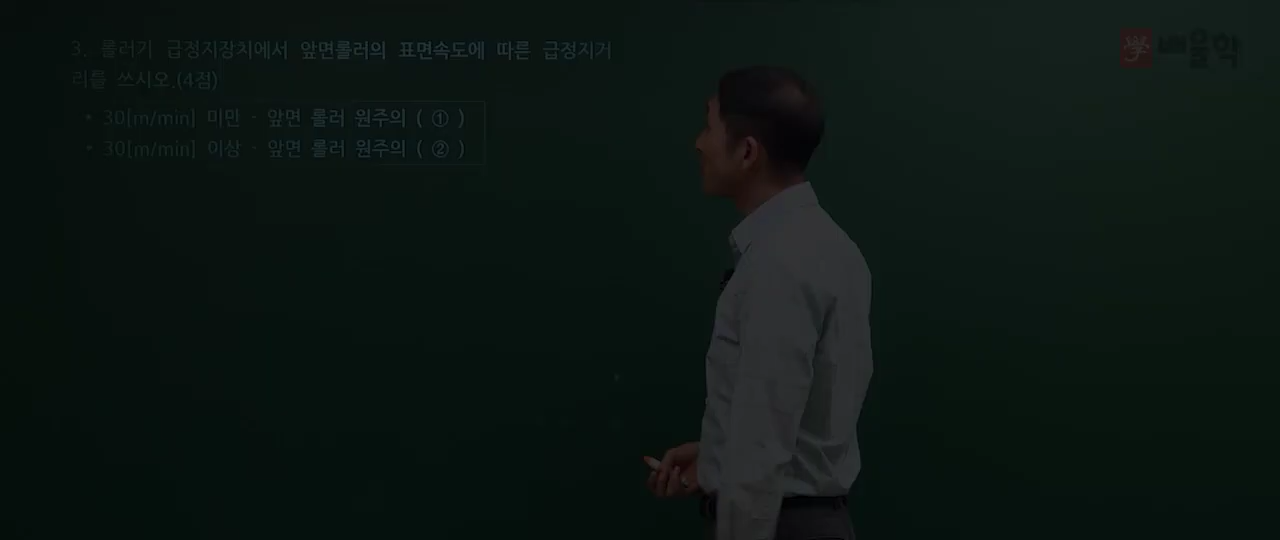 3. 롤러기 급정지장치에서 앞면롤러의 표면속도에 따른 급정지거
리를 쓰시오.(4점)
• 30[m/min] 미만 - 앞면 롤러 원주의 ( ① )
• 30[m/min] 이상 - 앞면 롤러 원주의 ( ② )
學 배울학